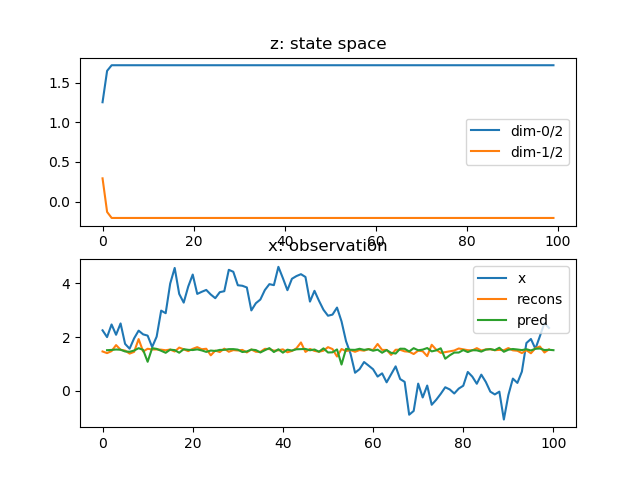 z: state space
1.5
1.0
0.5
0.0
dim-0/2
dim-1/2
0 20 40 60 80 100
x: observation
4
2
0
x
recons
pred
0 20 40 60 80 100